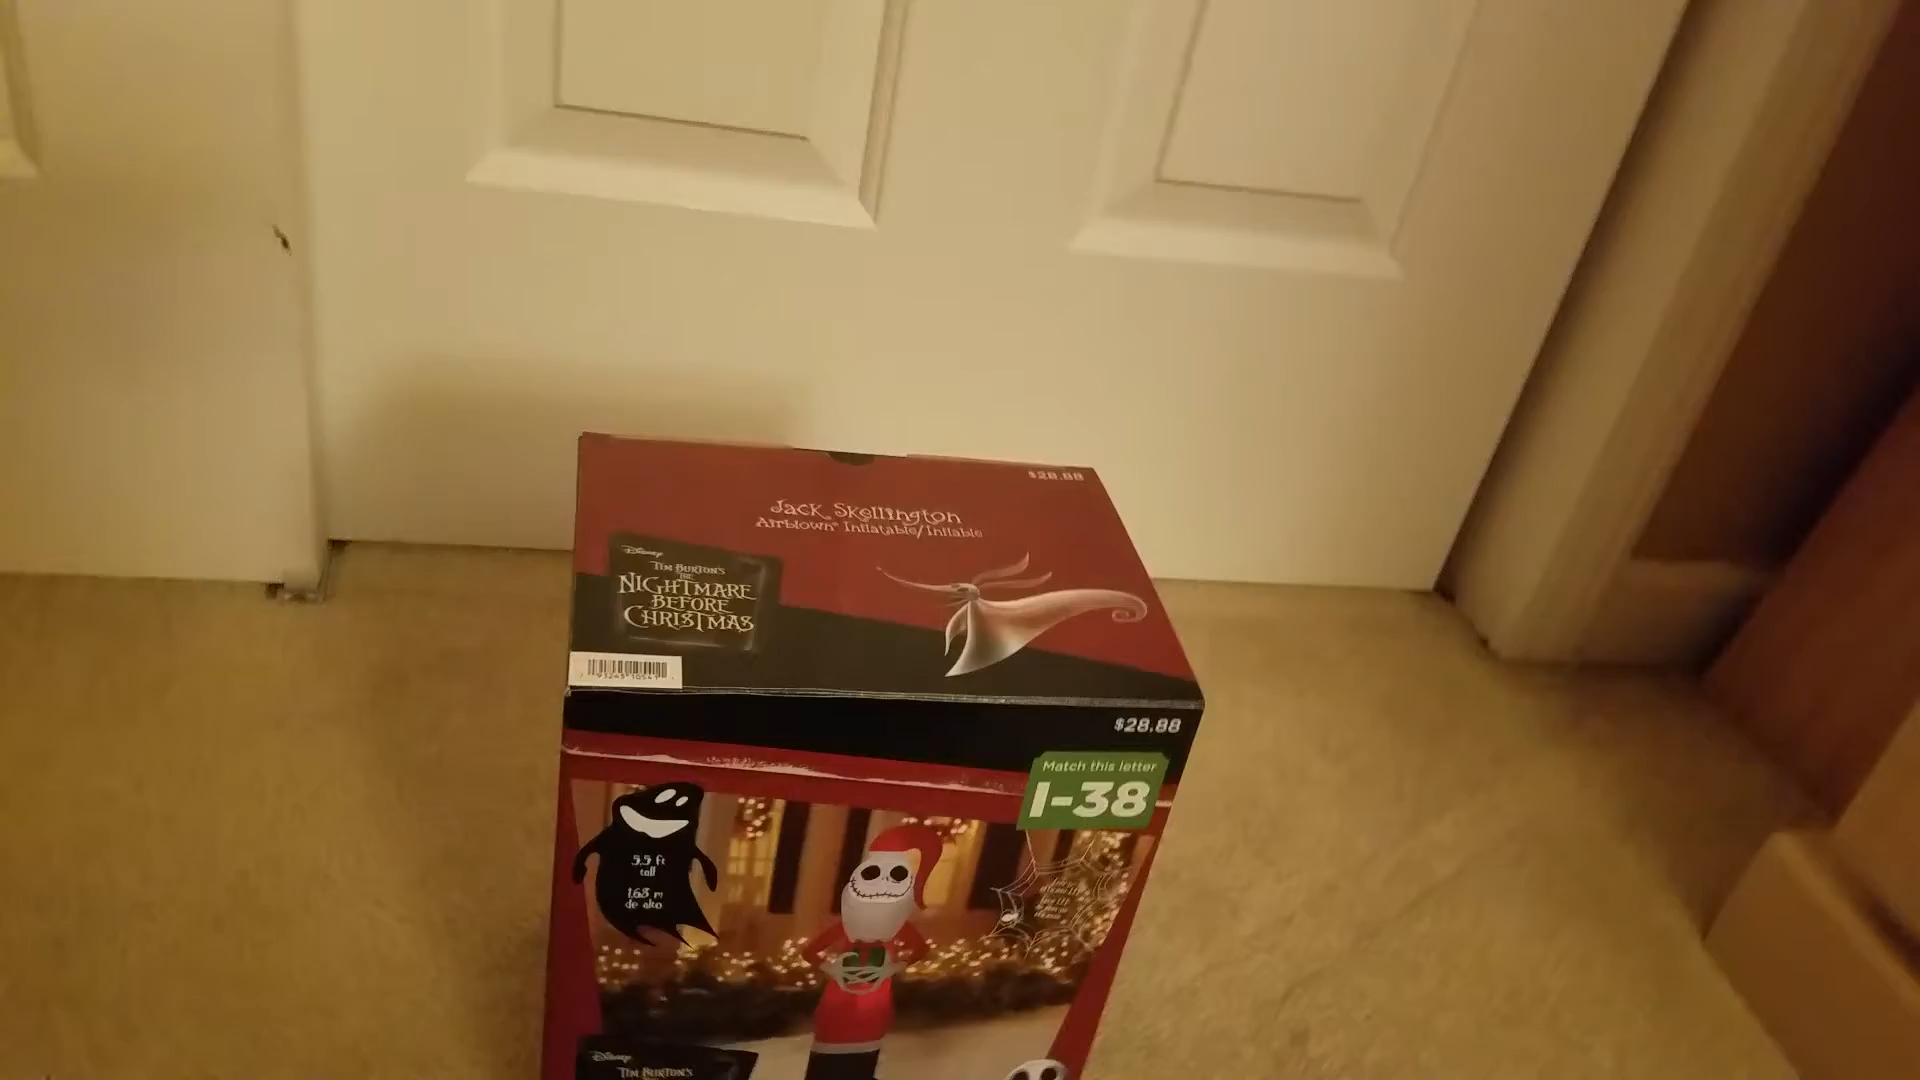 $28.88
Jack Skellington
Airblown® Inflatable/Inflable
Disney
TIM BURTON'S
THE
NIGHTMARE
BEFORE
CHRISTMAS
$28.88
Match this letter
I-38
5.5 ft
tall
1.68 m
de alto
Disney
TIM BURTON'S